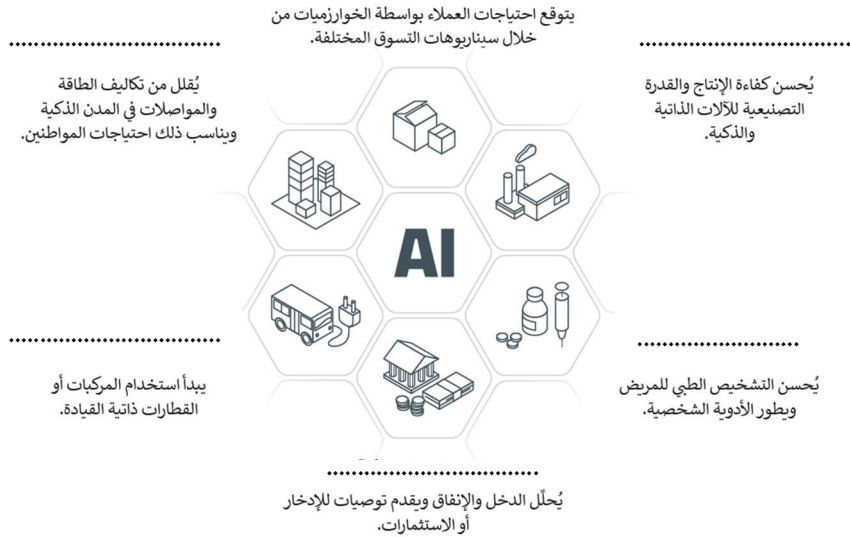 يتوقع احتياجات العملاء بواسطة الخوارزميات من
خلال سيناريوهات التسوق المختلفة.
يُحسن كفاءة الإنتاج والقدرة
التصنيعية للآلات الذاتية
والذكية.
يُقلل من تكاليف الطاقة
والمواصلات في المدن الذكية
ويناسب ذلك احتياجات المواطنين.
AI
يُحسن التشخيص الطبي للمريض
ويطور الأدوية الشخصية.
يبدأ استخدام المركبات أو
القطارات ذاتية القيادة.
يُحلَّل الدخل والإنفاق ويقدم توصيات للإدخار
أو الاستثمارات.